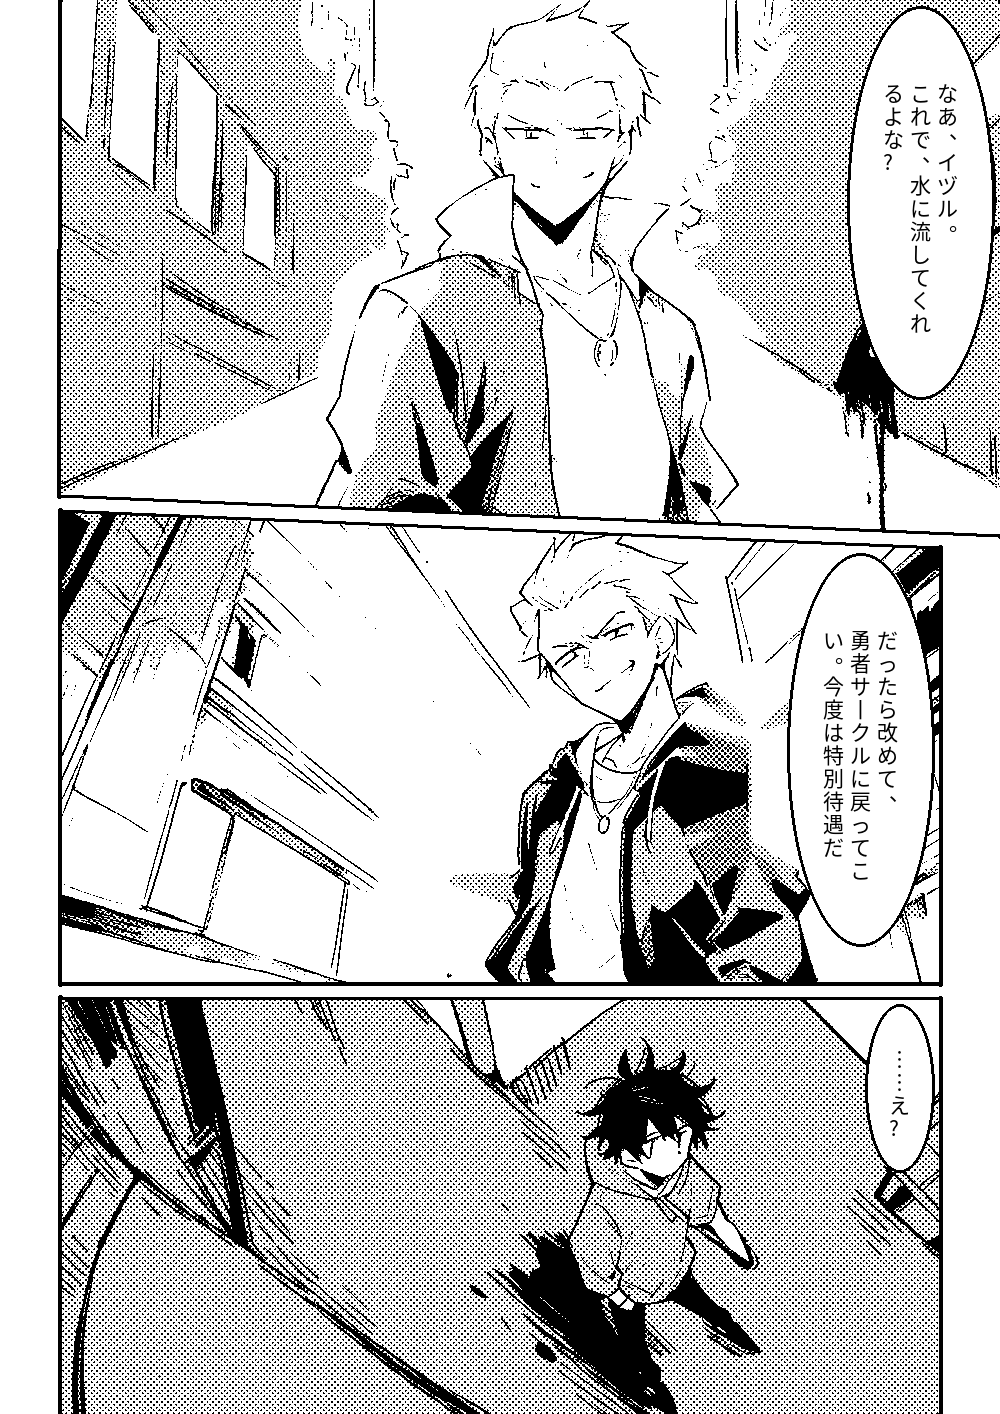 なあ、イヅル。
これで、水に流してくれ
るよな?
だったら改めて、
勇者サークルに戻ってこ
い。今度は特別待遇だ
……え?